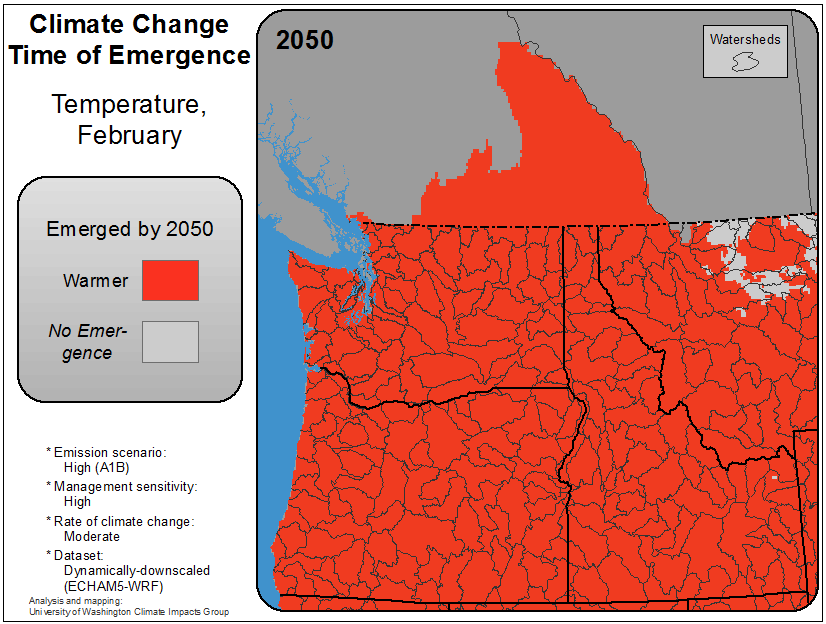 Climate Change
Time of Emergence
Temperature,
February
Emerged by 2050
Warmer
No Emer-
gence
* Emission scenario:
High (A1B)
* Management sensitivity:
High
* Rate of climate change:
Moderate
* Dataset:
Dynamically-downscaled
(ECHAM5-WRF)
Analysis and mapping:
University of Washington Climate Impacts Group
2050
Watersheds